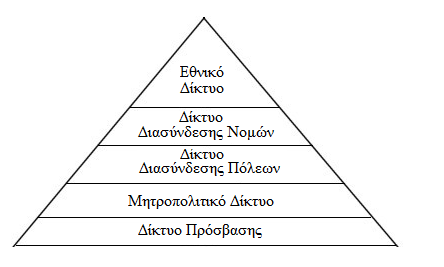 Εθνικό
Δίκτυο
Δίκτυο
Διασύνδεσης Νομών
Δίκτυο
Διασύνδεσης Πόλεων
Μητροπολιτικό Δίκτυο
Δίκτυο Πρόσβασης